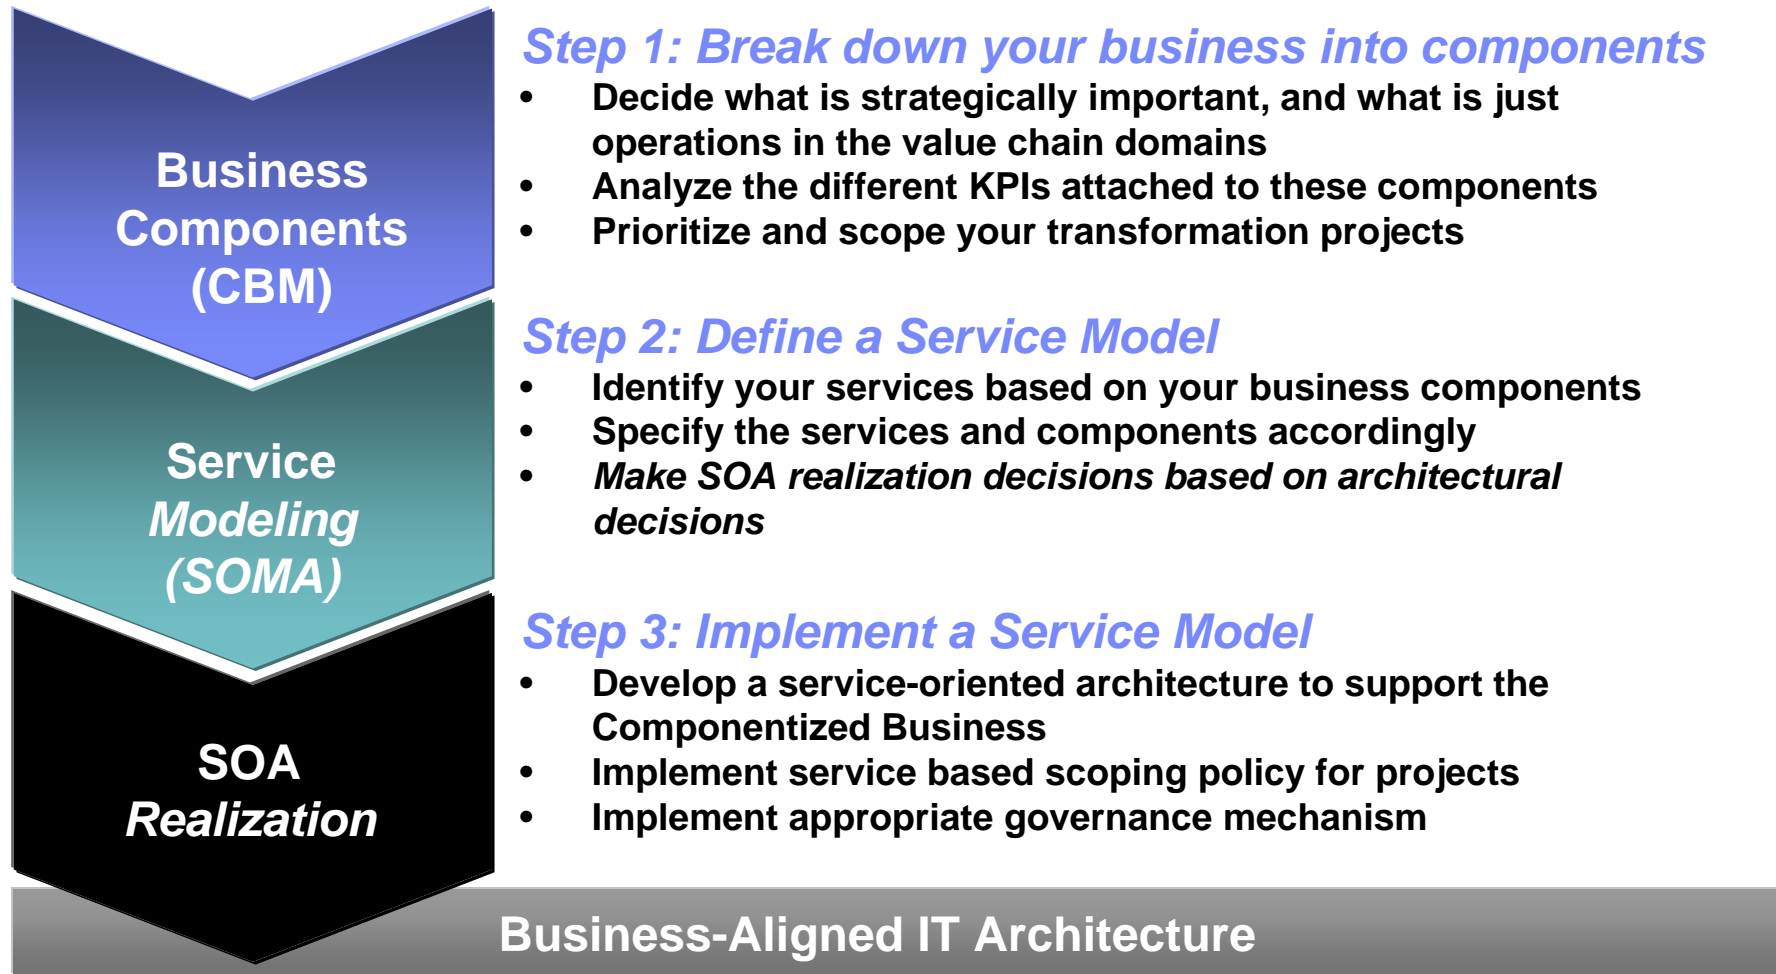 Business
Components
(CBM)
Step 1: Break down your business into components
• Decide what is strategically important, and what is just
operations in the value chain domains
• Analyze the different KPIs attached to these components
• Prioritize and scope your transformation projects
Service
Modeling
(SOMA)
Step 2: Define a Service Model
• Identify your services based on your business components
• Specify the services and components accordingly
• Make SOA realization decisions based on architectural
decisions
SOA
Realization
Step 3: Implement a Service Model
• Develop a service-oriented architecture to support the
Componentized Business
• Implement service based scoping policy for projects
• Implement appropriate governance mechanism
Business-Aligned IT Architecture